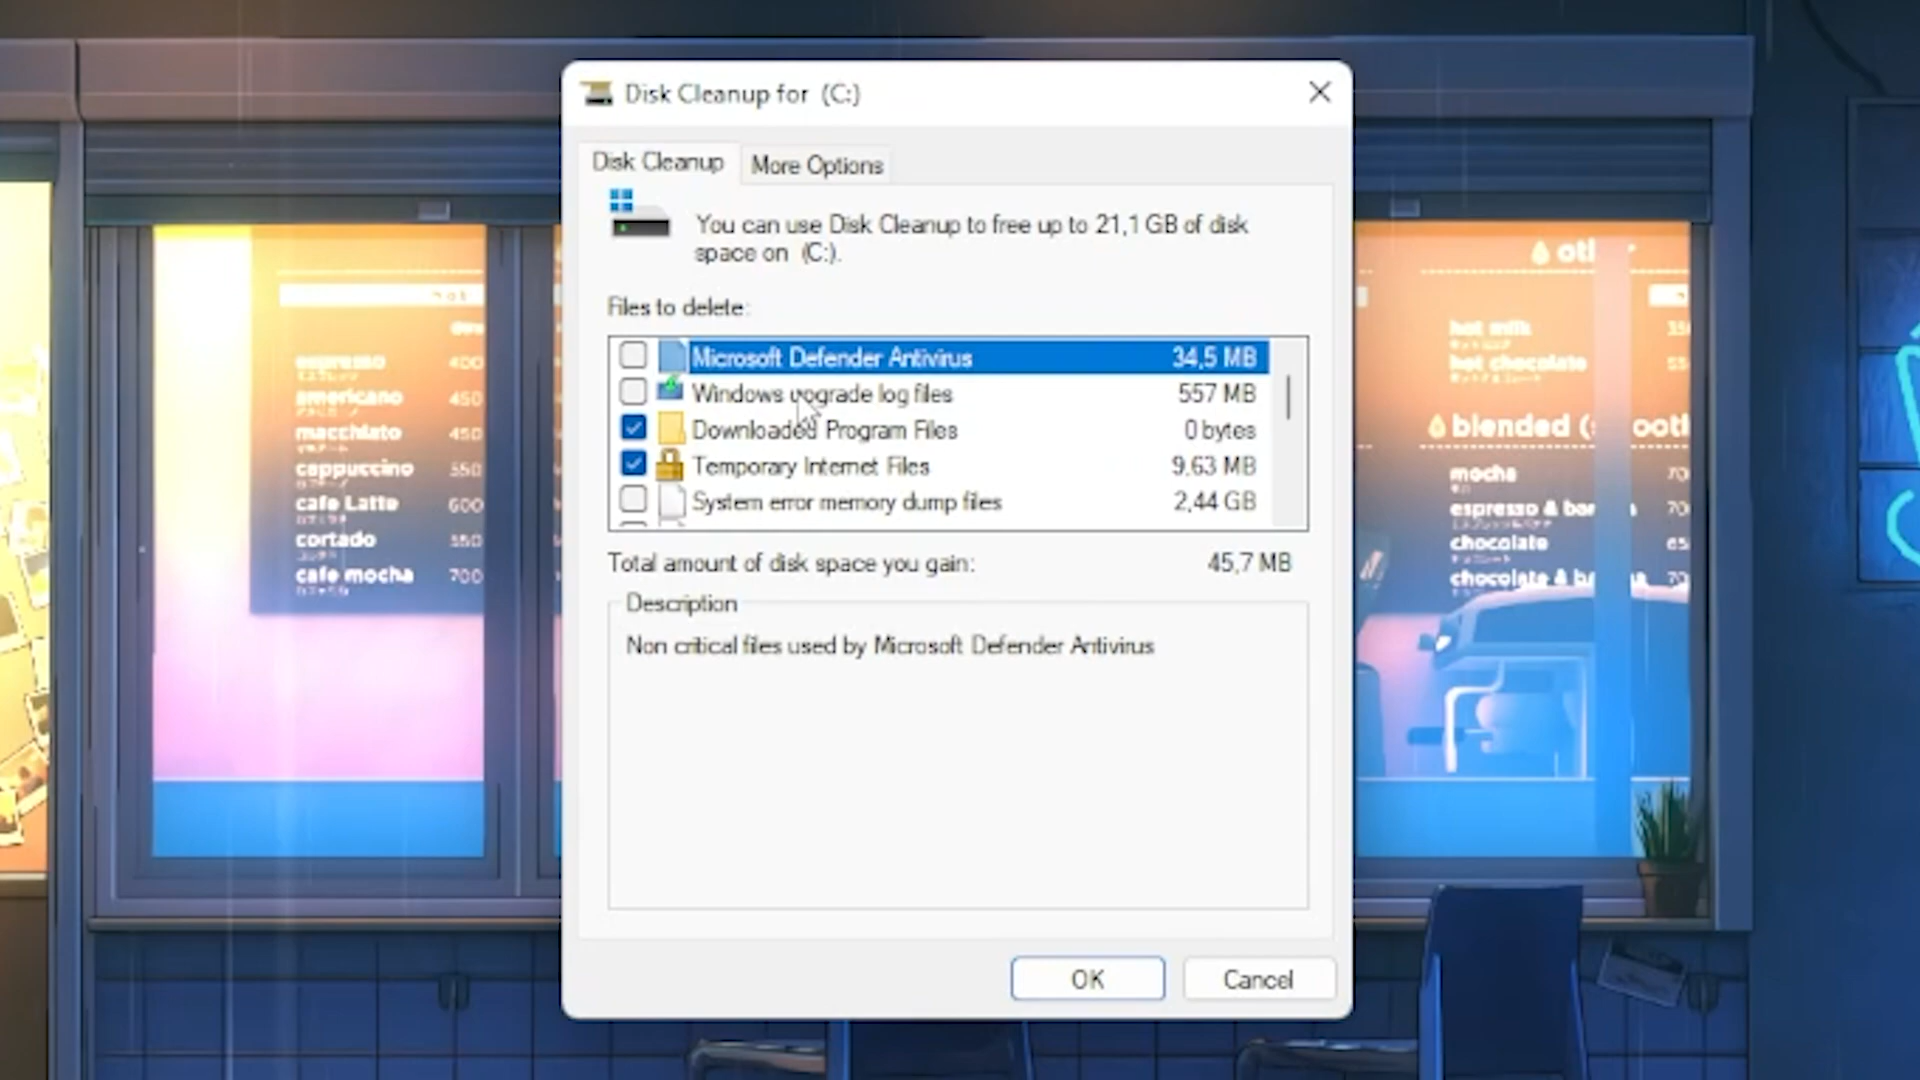 Disk Cleanup for (C:)
Disk Cleanup
More Options
You can use Disk Cleanup to free up to 21,1 GB of disk
space on (C:).
Files to delete:
Microsoft Defender Antivirus 34,5 MB
Windows upgrade log files 557 MB
Downloaded Program Files 0 bytes
Temporary Internet Files 9,63 MB
System error memory dump files 2,44 GB
Total amount of disk space you gain: 45,7 MB
Description
Non critical files used by Microsoft Defender Antivirus
OK
Cancel
espresso 400
americano 450
macchiato 450
cappuccino 550
cafe Latte 600
cortado 550
cafe mocha 700
hot milk
hot chocolate
blended
mocha
espresso &
chocolate
chocolate &